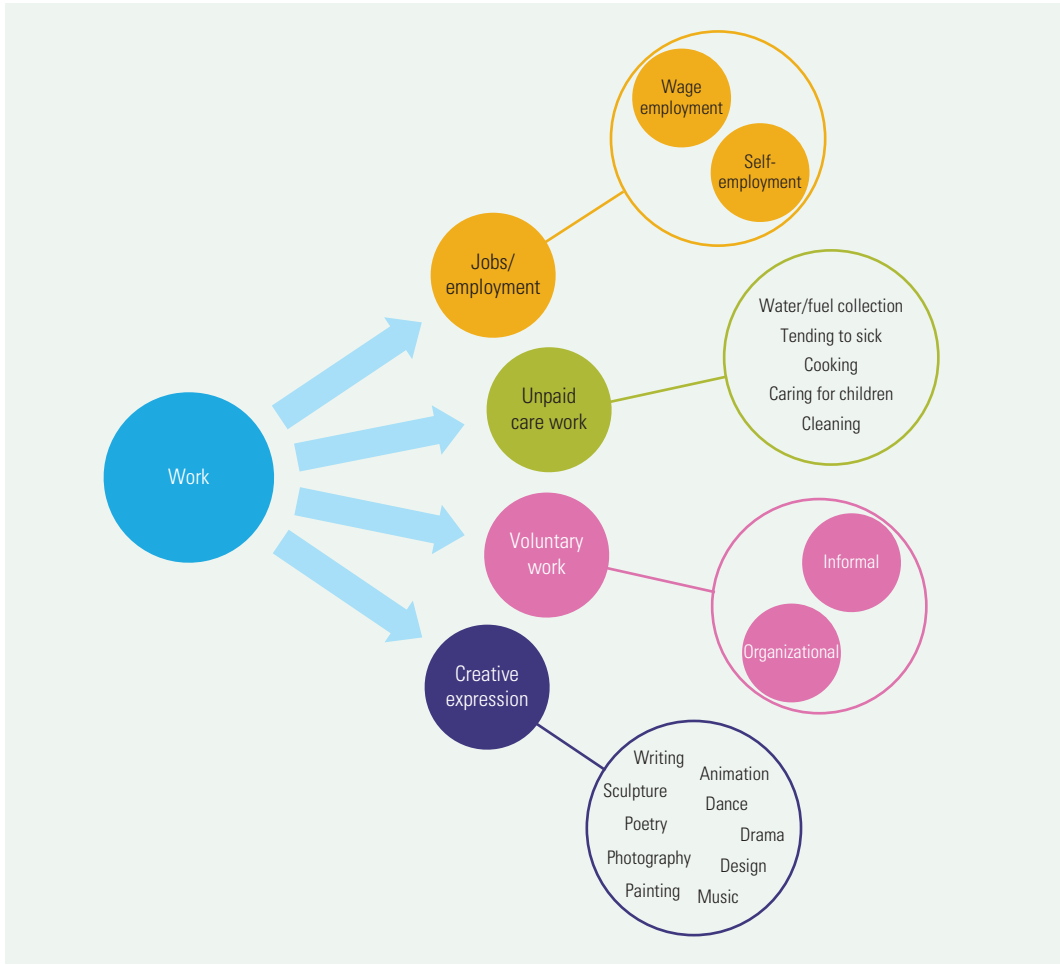 Wage
employment
Self-
employment
Jobs/
employment
Water/fuel collection
Tending to sick
Cooking
Caring for children
Cleaning
Unpaid
care work
Work
Voluntary
work
Informal
Organizational
Creative
expression
Writing
Animation
Sculpture
Dance
Poetry
Drama
Photography
Design
Painting
Music